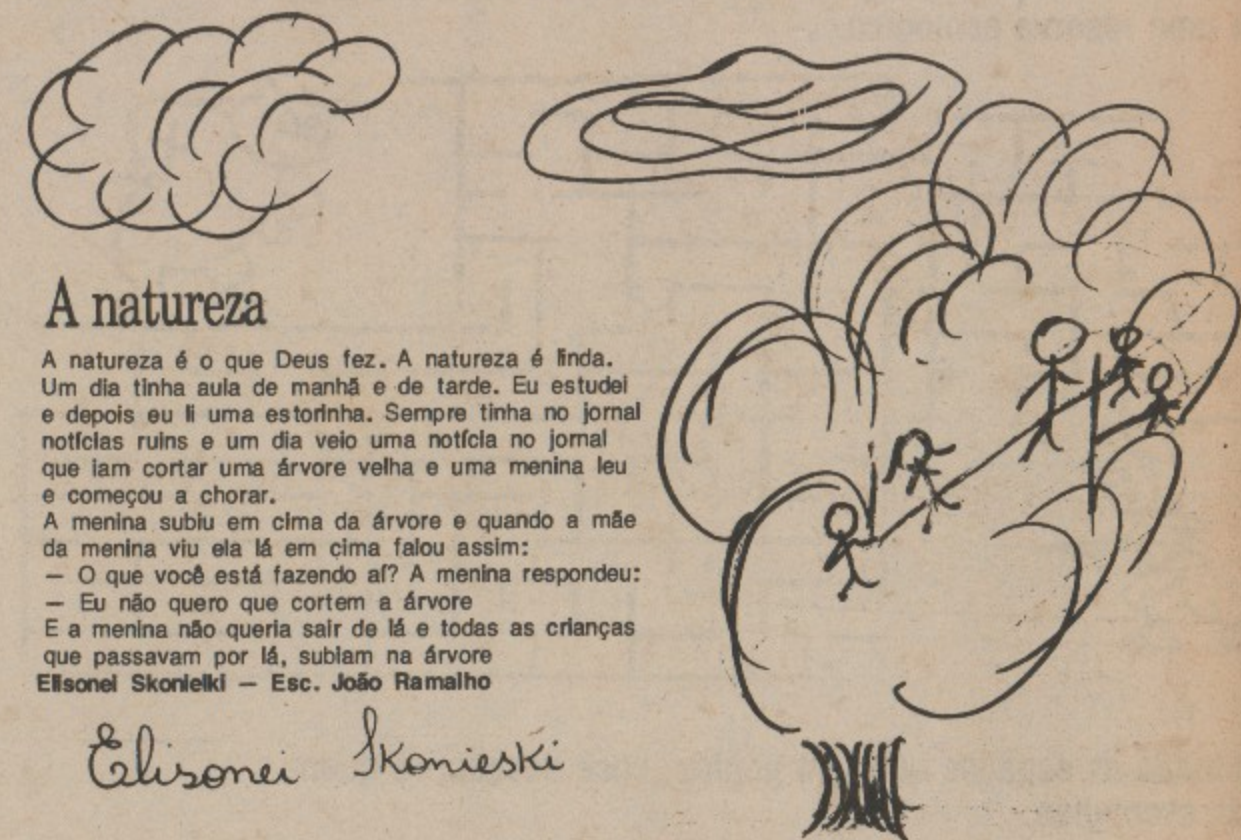 A natureza
A natureza é o que Deus fez. A natureza é linda.
Um dia tinha aula de manhã e de tarde. Eu estudei
e depois eu li uma estorinha. Sempre tinha no jornal
notícias ruins e um dia veio uma notícia no jornal
que iam cortar uma árvore velha e uma menina leu
e começou a chorar.
A menina subiu em cima da árvore e quando a mãe
da menina viu ela lá em cima falou assim:
— O que você está fazendo aí? A menina respondeu:
— Eu não quero que cortem a árvore
E a menina não queria sair de lá e todas as crianças
que passavam por lá, subiam na árvore
Elisonei Skonielki — Esc. João Ramalho
Elisonei Skonieski